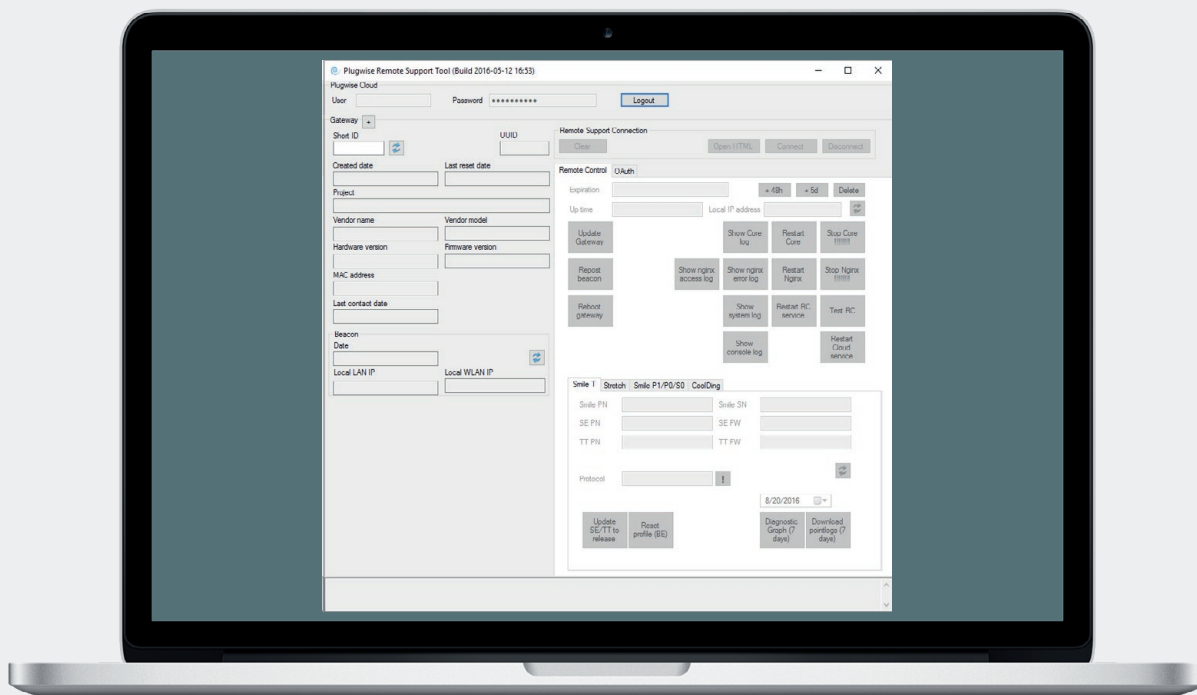 Plugwise Remote Support Tool (Build 2016-05-12 16:53)
Plugwise Cloud
User
Password
Logout
Gateway +
Short ID
UUID
Created date
Last reset date
Project
Vendor name
Vendor model
Hardware version
Firmware version
MAC address
Last contact date
Beacon
Date
Local LAN IP
Local WLAN IP
Remote Support Connection
Clear
Open HTML
Connect
Disconnect
Remote Control
OAuth
Expiration
+ 48h
+ 5d
Delete
Up time
Local IP address
Update
Gateway
Show Core
log
Restart
Core
Stop Core
!!!!!!!!
Repost
beacon
Show nginx
access log
Show nginx
error log
Restart
Nginx
Stop Nginx
!!!!!!!!
Reboot
gateway
Show
system log
Restart RC
service
Test RC
Show
console log
Restart
Cloud
service
Smile T
Stretch
Smile P1/P0/S0
CoolDing
Smile PN
Smile SN
SE PN
SE FW
TT PN
TT FW
Protocol
!
8/20/2016
Update
SE/TT to
release
Reset
profile (BE)
Diagnostic
Graph (7
days)
Download
pointlogs (7
days)